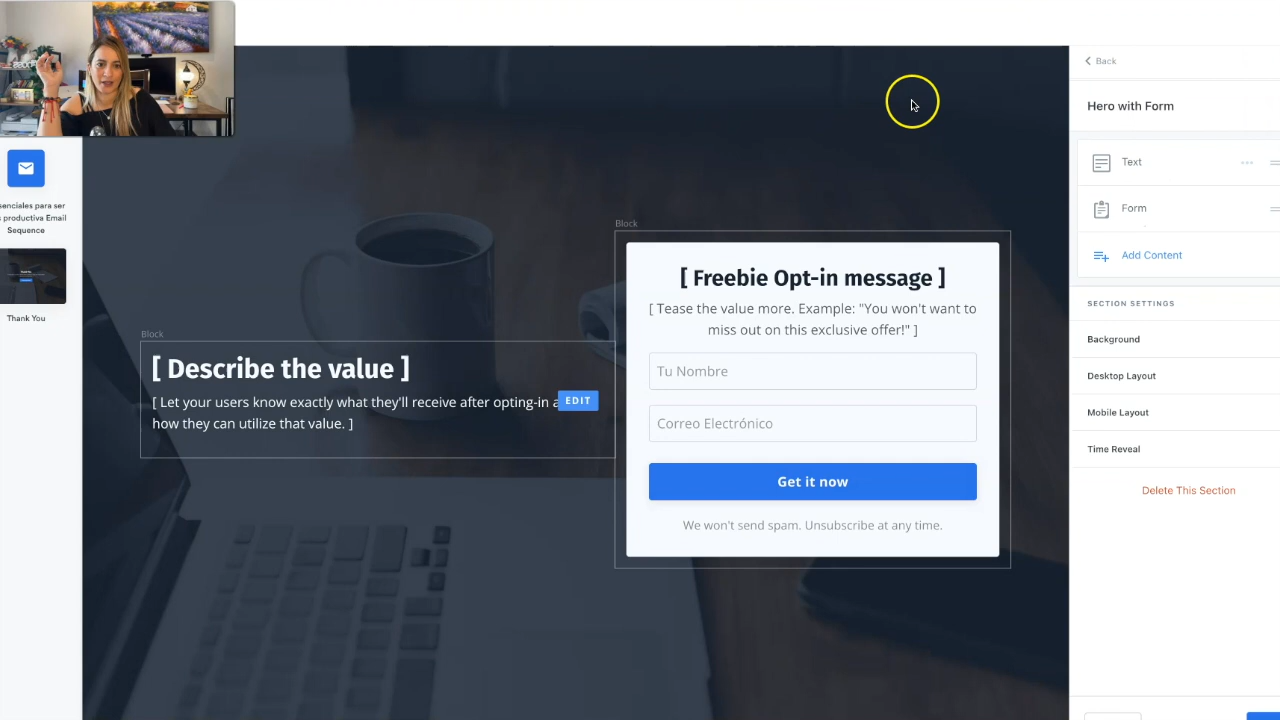 senciales para ser
s productiva Email
Sequence
Thank You
Block
[ Describe the value ]
[ Let your users know exactly what they'll receive after opting-in a
how they can utilize that value. ]
EDIT
Block
[ Freebie Opt-in message ]
[ Tease the value more. Example: "You won't want to
miss out on this exclusive offer!" ]
Tu Nombre
Correo Electrónico
Get it now
We won't send spam. Unsubscribe at any time.
Back
Hero with Form
Text
Form
Add Content
SECTION SETTINGS
Background
Desktop Layout
Mobile Layout
Time Reveal
Delete This Section